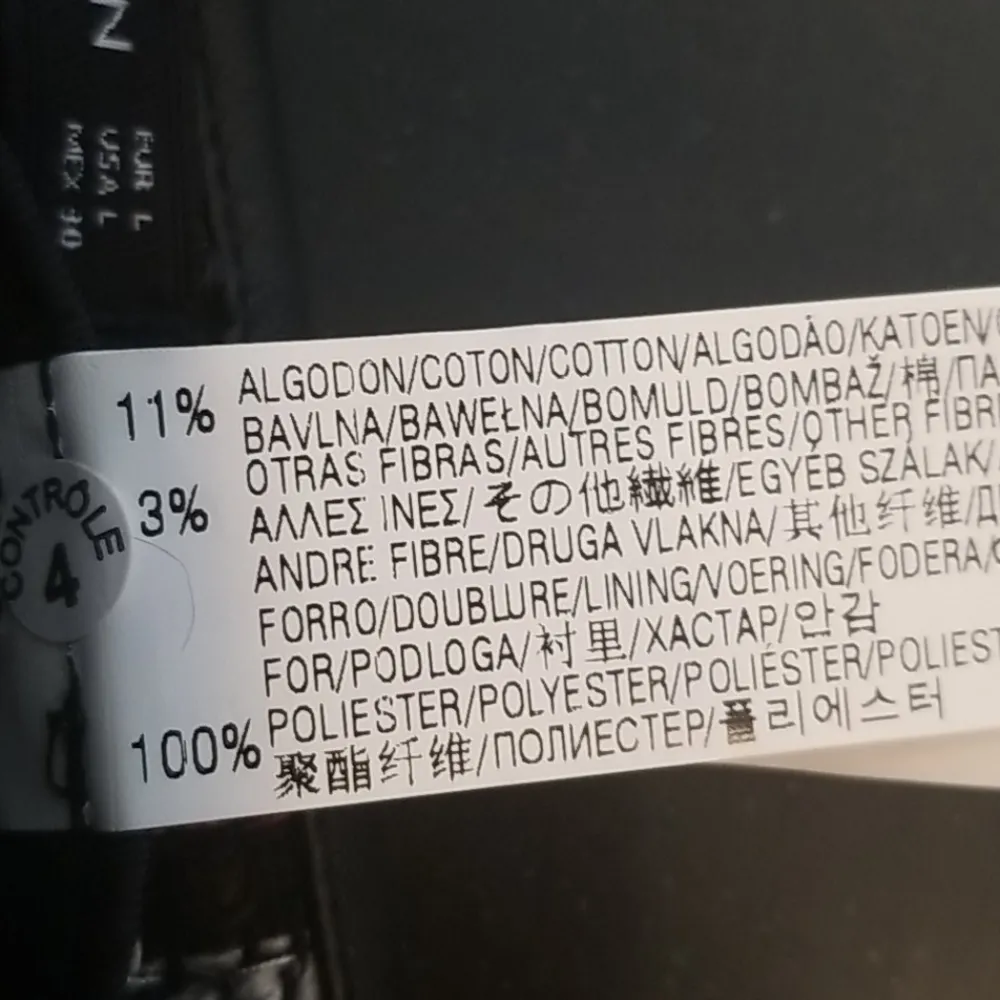 N
EUR L
USA L
MEX 30
CONTROLE
4
11% ALGODON/COTON/COTTON/ALGODÃO/KATOEN/
BAVLNA/BAWEŁNA/BOMULD/BOMBAŽ/棉/ΠΑ
3% OTRAS FIBRAS/AUTRES FIBRES/OTHER FIBR
ΑΛΛΕΣ ΙΝΕΣ/その他繊維/EGYÉB SZÁLAK/
ANDRE FIBRE/DRUGA VLAKNA/其他纤维/
FORRO/DOUBLURE/LINING/VOERING/FODERA/
FOR/PODLOGA/衬里/ХАСТАР/안감
100% POLIESTER/POLYESTER/POLIÉSTER/POLIEST
聚酯纤维/ПОЛИЕСТЕР/폴리에스터